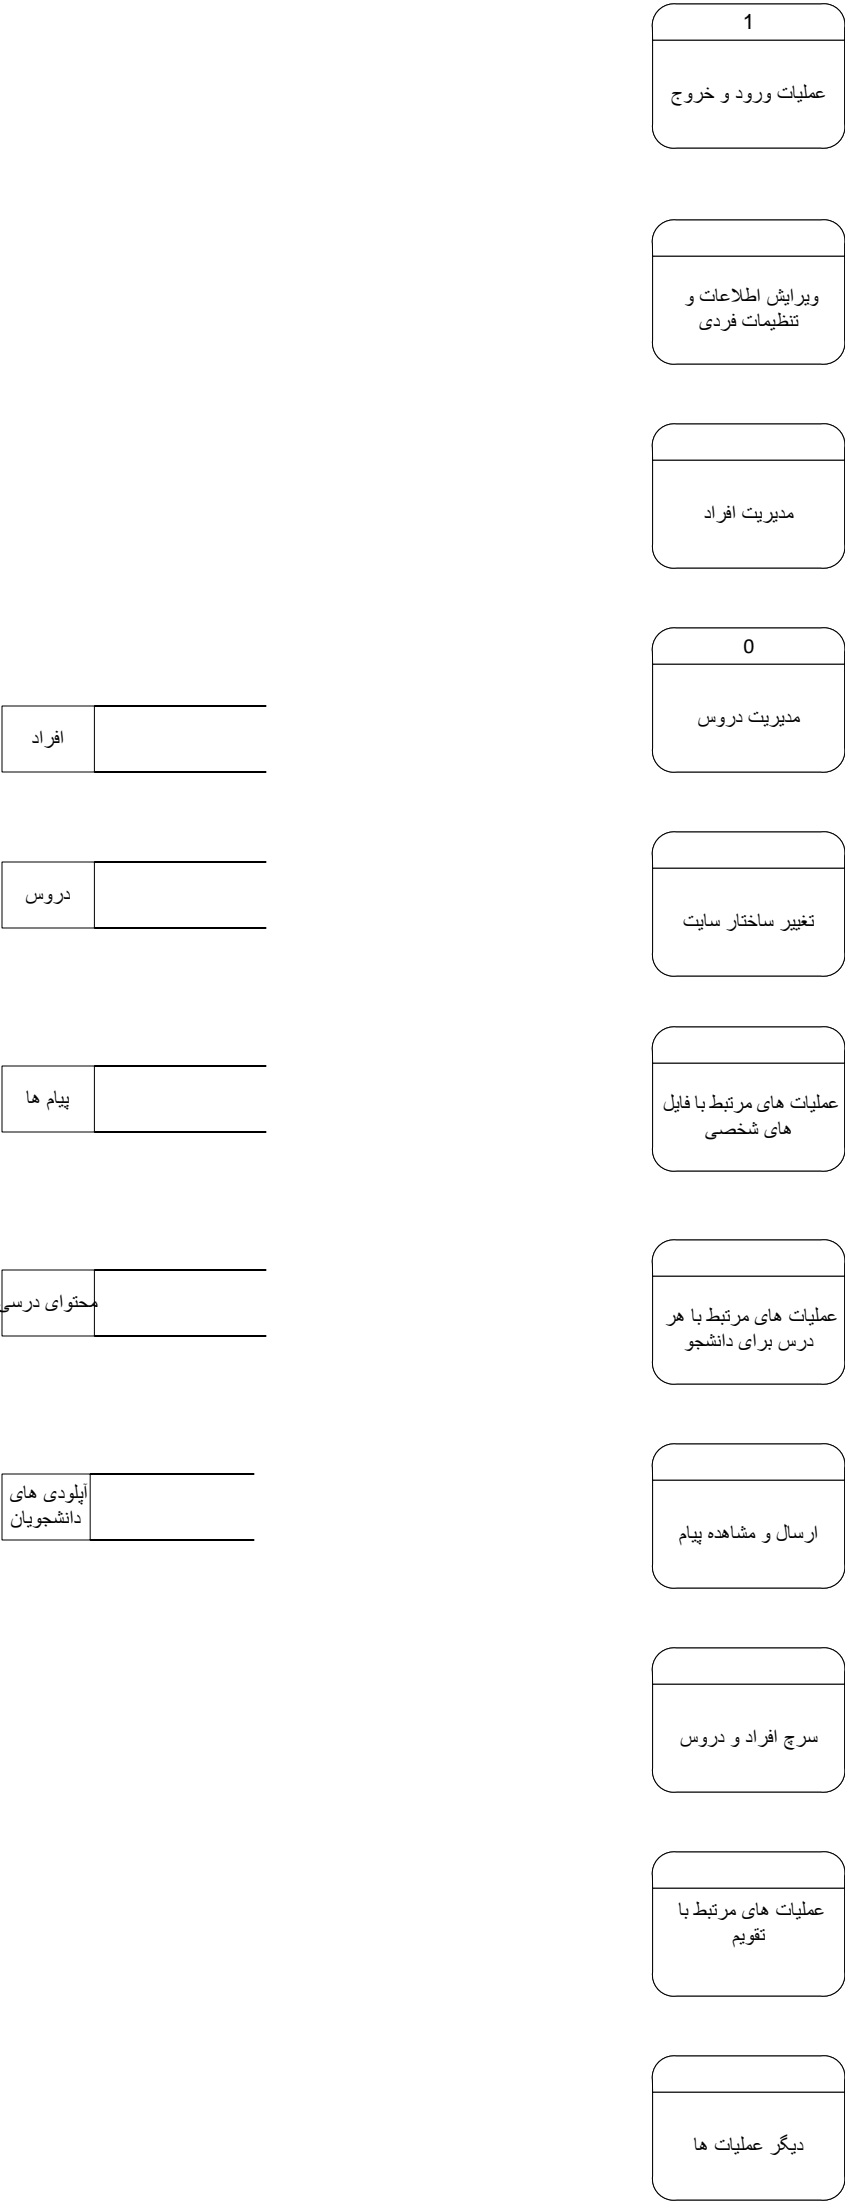 1
عملیات ورود و خروج
ویرایش اطلاعات و
تنظیمات فردی
مدیریت افراد
0
مدیریت دروس
تغییر ساختار سایت
عملیات های مرتبط با فایل
های شخصی
عملیات های مرتبط با هر
درس برای دانشجو
ارسال و مشاهده پیام
سرچ افراد و دروس
عملیات های مرتبط با
تقویم
دیگر عملیات ها
افراد
دروس
پیام ها
محتوای درسی
آپلودی های
دانشجویان